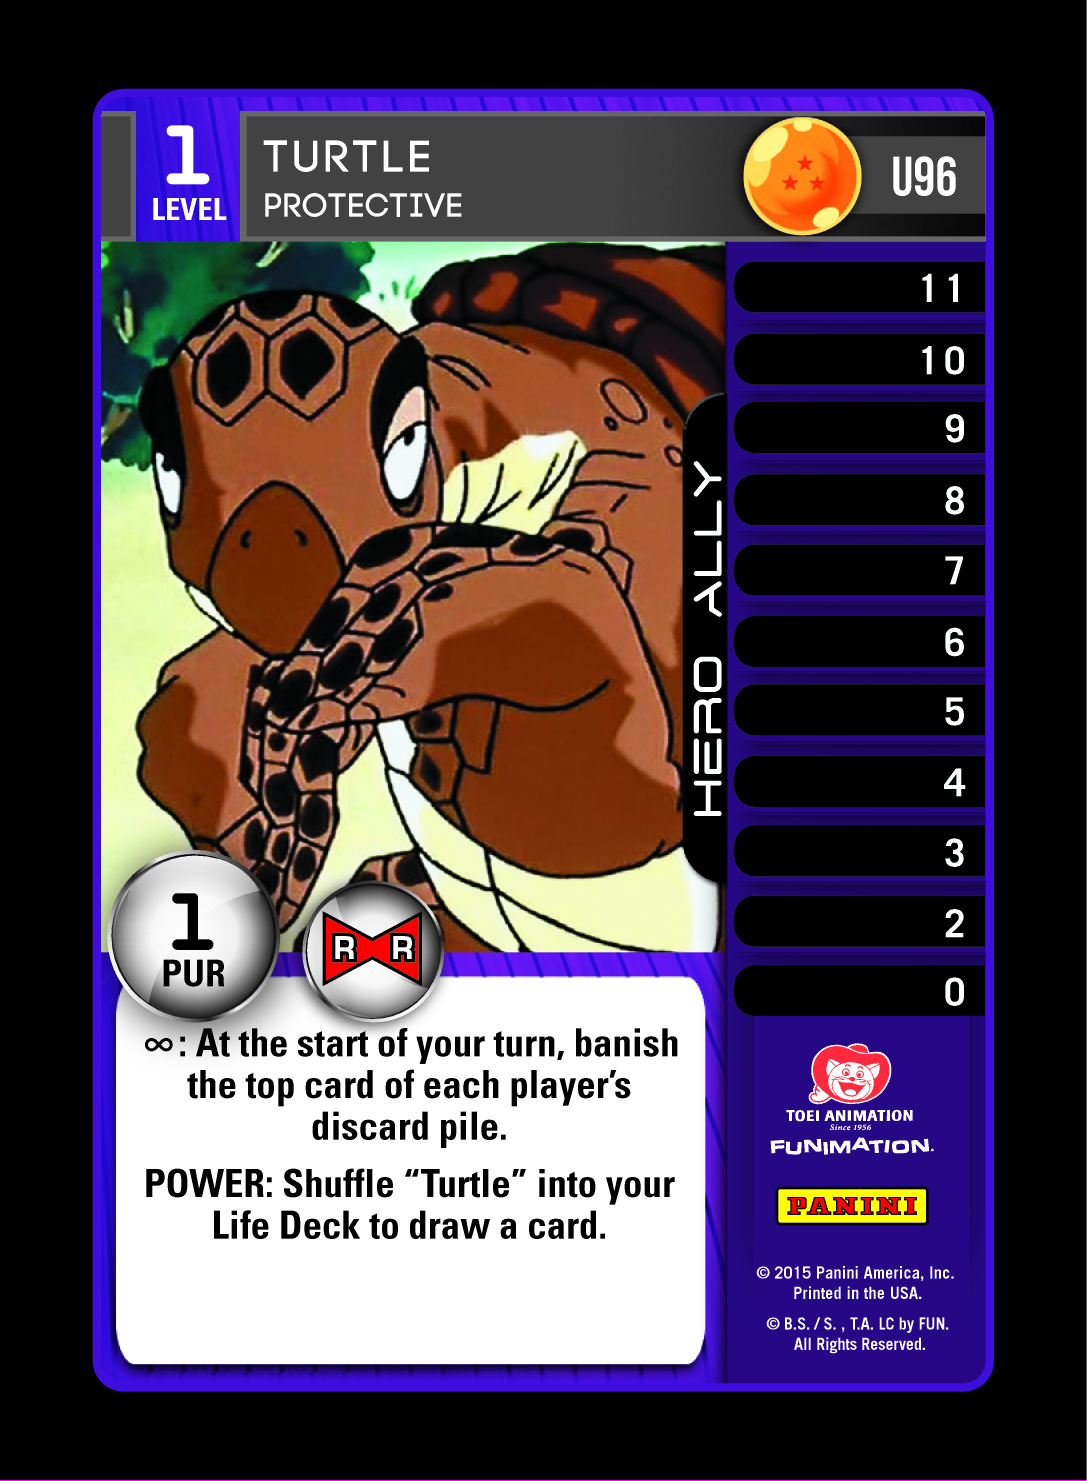 1
LEVEL
TURTLE
PROTECTIVE
U96
11
10
9
8
7
6
5
4
3
2
0
HERO ALLY
1
PUR
R R
∞: At the start of your turn, banish
the top card of each player’s
discard pile.
POWER: Shuffle “Turtle” into your
Life Deck to draw a card.
TOEI ANIMATION
Since 1956
FUNIMATION.
PANINI
© 2015 Panini America, Inc.
Printed in the USA.
© B.S. / S. , T.A. LC by FUN.
All Rights Reserved.